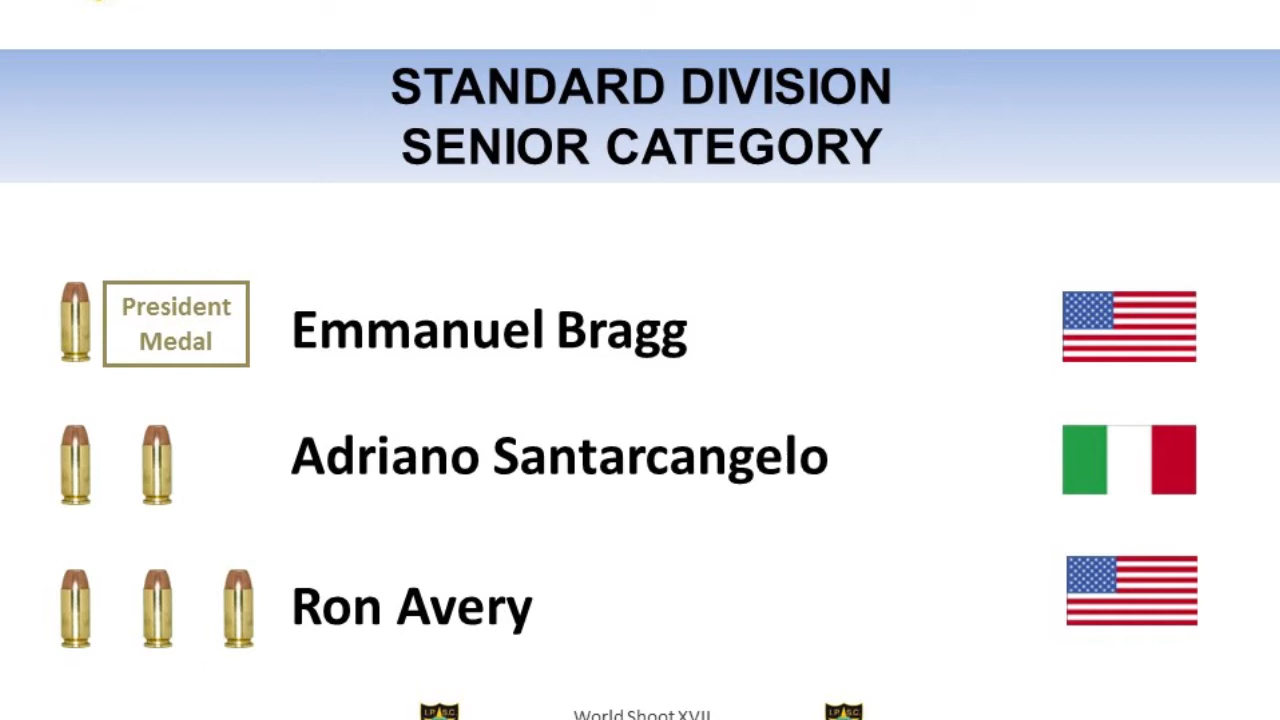 STANDARD DIVISION
SENIOR CATEGORY
President
Medal
Emmanuel Bragg
Adriano Santarcangelo
Ron Avery
I.P.S.C. World Shoot XVII I.P.S.C.